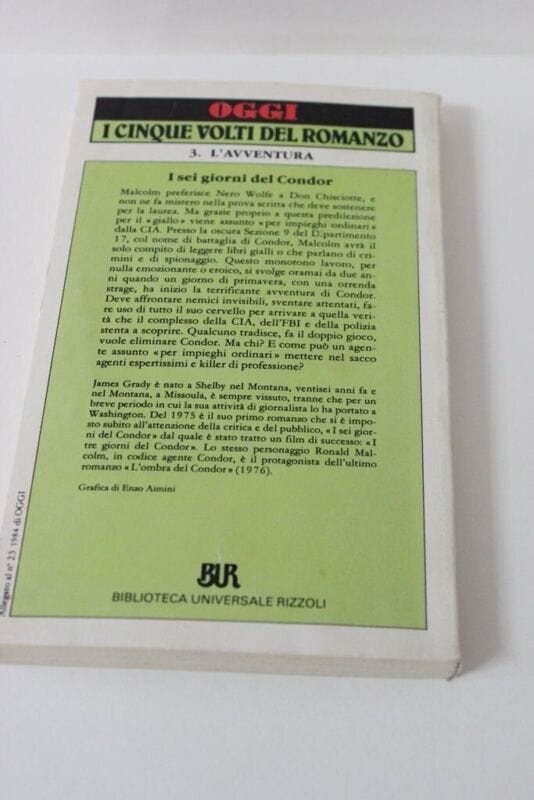 OGGI
I CINQUE VOLTI DEL ROMANZO
3. L'AVVENTURA
I sei giorni del Condor
Malcolm preferisce Nero Wolfe a Don Chisciotte, e
non ne fa mistero nella prova scritta che deve sostenere
per la laurea. Ma grazie proprio a questa predilezione
per il «giallo» viene assunto «per impieghi ordinari»
dalla CIA. Presso la oscura Sezione 9 del Dipartimento
17, col nome di battaglia di Condor, Malcolm avrà il
solo compito di leggere libri gialli o che parlano di cri-
mini e di spionaggio. Questo monotono lavoro, per
nulla emozionante o eroico, si svolge oramai da due an-
ni quando un giorno di primavera, con una orrenda
strage, ha inizio la terrificante avventura di Condor.
Deve affrontare nemici invisibili, sventare attentati, fa-
re uso di tutto il suo cervello per arrivare a quella veri-
tà che il complesso della CIA, dell'FBI e della polizia
stenta a scoprire. Qualcuno tradisce, fa il doppio gioco,
vuole eliminare Condor. Ma chi? E come può un agen-
te assunto «per impieghi ordinari» mettere nel sacco
agenti espertissimi e killer di professione?
James Grady è nato a Shelby nel Montana, ventisei anni fa e
nel Montana, a Missoula, è sempre vissuto, tranne che per un
breve periodo in cui la sua attività di giornalista lo ha portato a
Washington. Del 1975 è il suo primo romanzo che si è impo-
sto subito all'attenzione della critica e del pubblico, «I sei gior-
ni del Condor» dal quale è stato tratto un film di successo: «I
tre giorni del Condor». Lo stesso personaggio Ronald Mal-
colm, in codice agente Condor, è il protagonista dell'ultimo
romanzo «L'ombra del Condor» (1976).
Grafica di Enzo Aimini
BUR
BIBLIOTECA UNIVERSALE RIZZOLI
Allegato al n° 23 1984 di OGGI